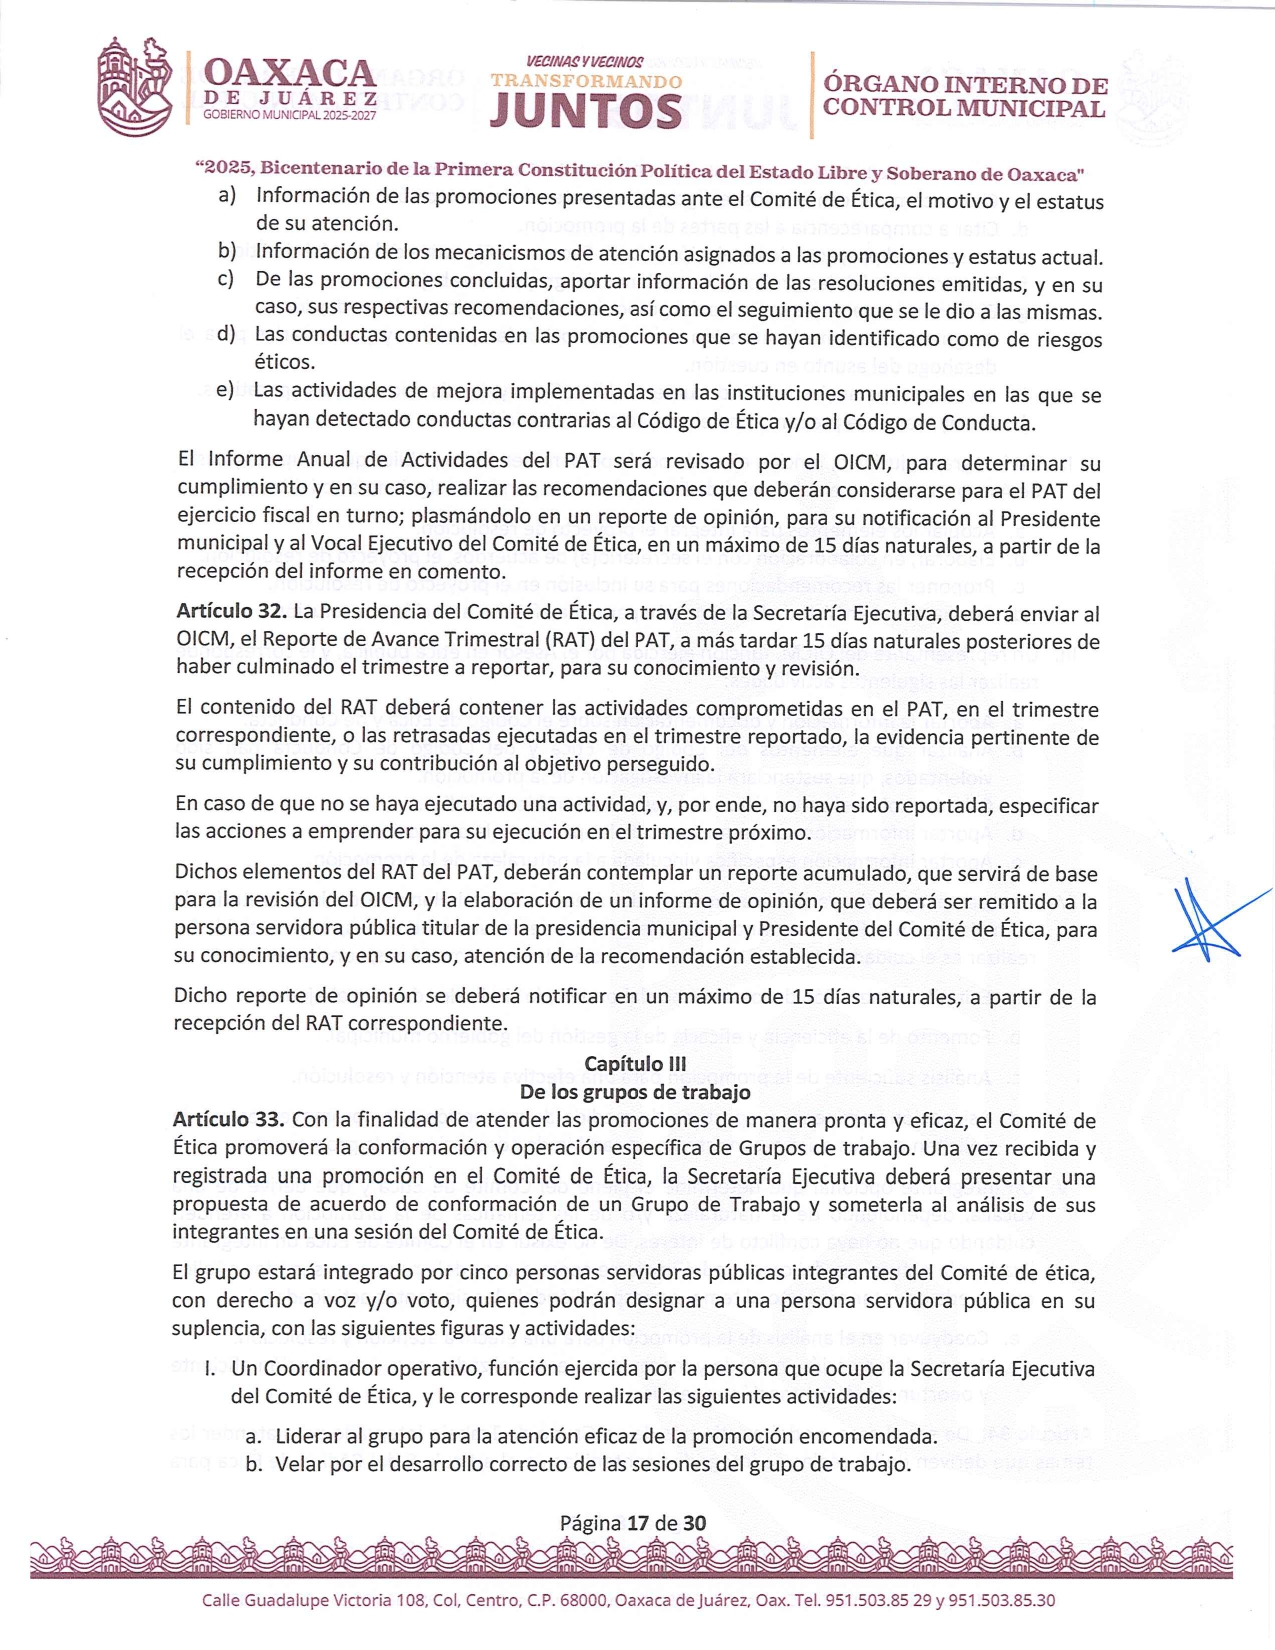 OAXACA
DE JUÁREZ
GOBIERNO MUNICIPAL 2025-2027
VECINAS Y VECINOS
TRANSFORMANDO
JUNTOS
ÓRGANO INTERNO DE
CONTROL MUNICIPAL
“2025, Bicentenario de la Primera Constitución Política del Estado Libre y Soberano de Oaxaca"
a) Información de las promociones presentadas ante el Comité de Ética, el motivo y el estatus
de su atención.
b) Información de los mecanicismos de atención asignados a las promociones y estatus actual.
c) De las promociones concluidas, aportar información de las resoluciones emitidas, y en su
caso, sus respectivas recomendaciones, así como el seguimiento que se le dio a las mismas.
d) Las conductas contenidas en las promociones que se hayan identificado como de riesgos
éticos.
e) Las actividades de mejora implementadas en las instituciones municipales en las que se
hayan detectado conductas contrarias al Código de Ética y/o al Código de Conducta.
El Informe Anual de Actividades del PAT será revisado por el OICM, para determinar su
cumplimiento y en su caso, realizar las recomendaciones que deberán considerarse para el PAT del
ejercicio fiscal en turno; plasmándolo en un reporte de opinión, para su notificación al Presidente
municipal y al Vocal Ejecutivo del Comité de Ética, en un máximo de 15 días naturales, a partir de la
recepción del informe en comento.
Artículo 32. La Presidencia del Comité de Ética, a través de la Secretaría Ejecutiva, deberá enviar al
OICM, el Reporte de Avance Trimestral (RAT) del PAT, a más tardar 15 días naturales posteriores de
haber culminado el trimestre a reportar, para su conocimiento y revisión.
El contenido del RAT deberá contener las actividades comprometidas en el PAT, en el trimestre
correspondiente, o las retrasadas ejecutadas en el trimestre reportado, la evidencia pertinente de
su cumplimiento y su contribución al objetivo perseguido.
En caso de que no se haya ejecutado una actividad, y, por ende, no haya sido reportada, especificar
las acciones a emprender para su ejecución en el trimestre próximo.
Dichos elementos del RAT del PAT, deberán contemplar un reporte acumulado, que servirá de base
para la revisión del OICM, y la elaboración de un informe de opinión, que deberá ser remitido a la
persona servidora pública titular de la presidencia municipal y Presidente del Comité de Ética, para
su conocimiento, y en su caso, atención de la recomendación establecida.
Dicho reporte de opinión se deberá notificar en un máximo de 15 días naturales, a partir de la
recepción del RAT correspondiente.
Capítulo III
De los grupos de trabajo
Artículo 33. Con la finalidad de atender las promociones de manera pronta y eficaz, el Comité de
Ética promoverá la conformación y operación específica de Grupos de trabajo. Una vez recibida y
registrada una promoción en el Comité de Ética, la Secretaría Ejecutiva deberá presentar una
propuesta de acuerdo de conformación de un Grupo de Trabajo y someterla al análisis de sus
integrantes en una sesión del Comité de Ética.
El grupo estará integrado por cinco personas servidoras públicas integrantes del Comité de ética,
con derecho a voz y/o voto, quienes podrán designar a una persona servidora pública en su
suplencia, con las siguientes figuras y actividades:
I. Un Coordinador operativo, función ejercida por la persona que ocupe la Secretaría Ejecutiva
del Comité de Ética, y le corresponde realizar las siguientes actividades:
a. Liderar al grupo para la atención eficaz de la promoción encomendada.
b. Velar por el desarrollo correcto de las sesiones del grupo de trabajo.
Página 17 de 30
Calle Guadalupe Victoria 108, Col, Centro, C.P. 68000, Oaxaca de Juárez, Oax. Tel. 951.503.85 29 y 951.503.85.30